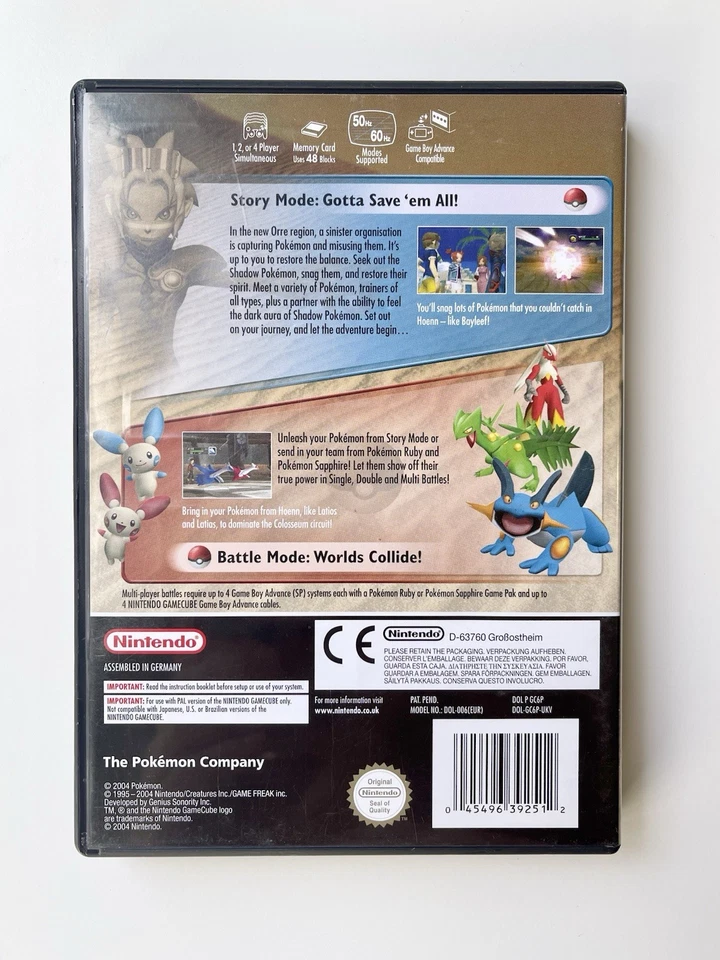 1, 2, or 4 Player
Simultaneous
Memory Card
Uses 48 Blocks
50Hz
60Hz
Modes
Supported
Game Boy Advance
Compatible
Story Mode: Gotta Save ‘em All!
In the new Orre region, a sinister organisation
is capturing Pokémon and misusing them. It’s
up to you to restore the balance. Seek out the
Shadow Pokémon, snag them, and restore their
spirit. Meet a variety of Pokémon, trainers of
all types, plus a partner with the ability to feel
the dark aura of Shadow Pokémon. Set out
on your journey, and let the adventure begin…
You’ll snag lots of Pokémon that you couldn’t catch in
Hoenn – like Bayleef!
Unleash your Pokémon from Story Mode or
send in your team from Pokémon Ruby and
Pokémon Sapphire! Let them show off their
true power in Single, Double and Multi Battles!
Bring in your Pokémon from Hoenn, like Latios
and Latias, to dominate the Colosseum circuit!
Battle Mode: Worlds Collide!
Multi-player battles require up to 4 Game Boy Advance (SP) systems each with a Pokémon Ruby or Pokémon Sapphire Game Pak and up to
4 NINTENDO GAMECUBE Game Boy Advance cables.
Nintendo®
ASSEMBLED IN GERMANY
CE
Nintendo® D-63760 Großostheim
PLEASE RETAIN THE PACKAGING. VERPACKUNG AUFHEBEN.
CONSERVER L’EMBALLAGE. BEWAAR DEZE VERPAKKING. POR FAVOR,
GUARDA ESTA CAJA. ΔΙΑΤΗΡΗΣΤΕ ΤΗΝ ΣΥΣΚΕΥΑΣΙΑ. FAVOR
GUARDAR A EMBALAGEM. SPARA FÖRPACKNINGEN. GEM EMBALLAGEN.
SÄILYTÄ PAKKAUS. CONSERVA QUESTO INVOLUCRO.
IMPORTANT: Read the instruction booklet before setup or use of your system.
IMPORTANT: For use with PAL version of the NINTENDO GAMECUBE only.
Not compatible with Japanese, U.S. or Brazilian versions of the
NINTENDO GAMECUBE.
For more information visit
www.nintendo.co.uk
PAT. PEND.
MODEL NO.: DOL-006(EUR)
DOL P GC6P
DOL-GC6P-UKV
The Pokémon Company
© 2004 Pokémon.
© 1995–2004 Nintendo/Creatures Inc./GAME FREAK inc.
Developed by Genius Sonority Inc.
TM, ® and the Nintendo GameCube logo
are trademarks of Nintendo.
© 2004 Nintendo.
Original
Nintendo®
Seal of
Quality
TM
0 45496 39251 2